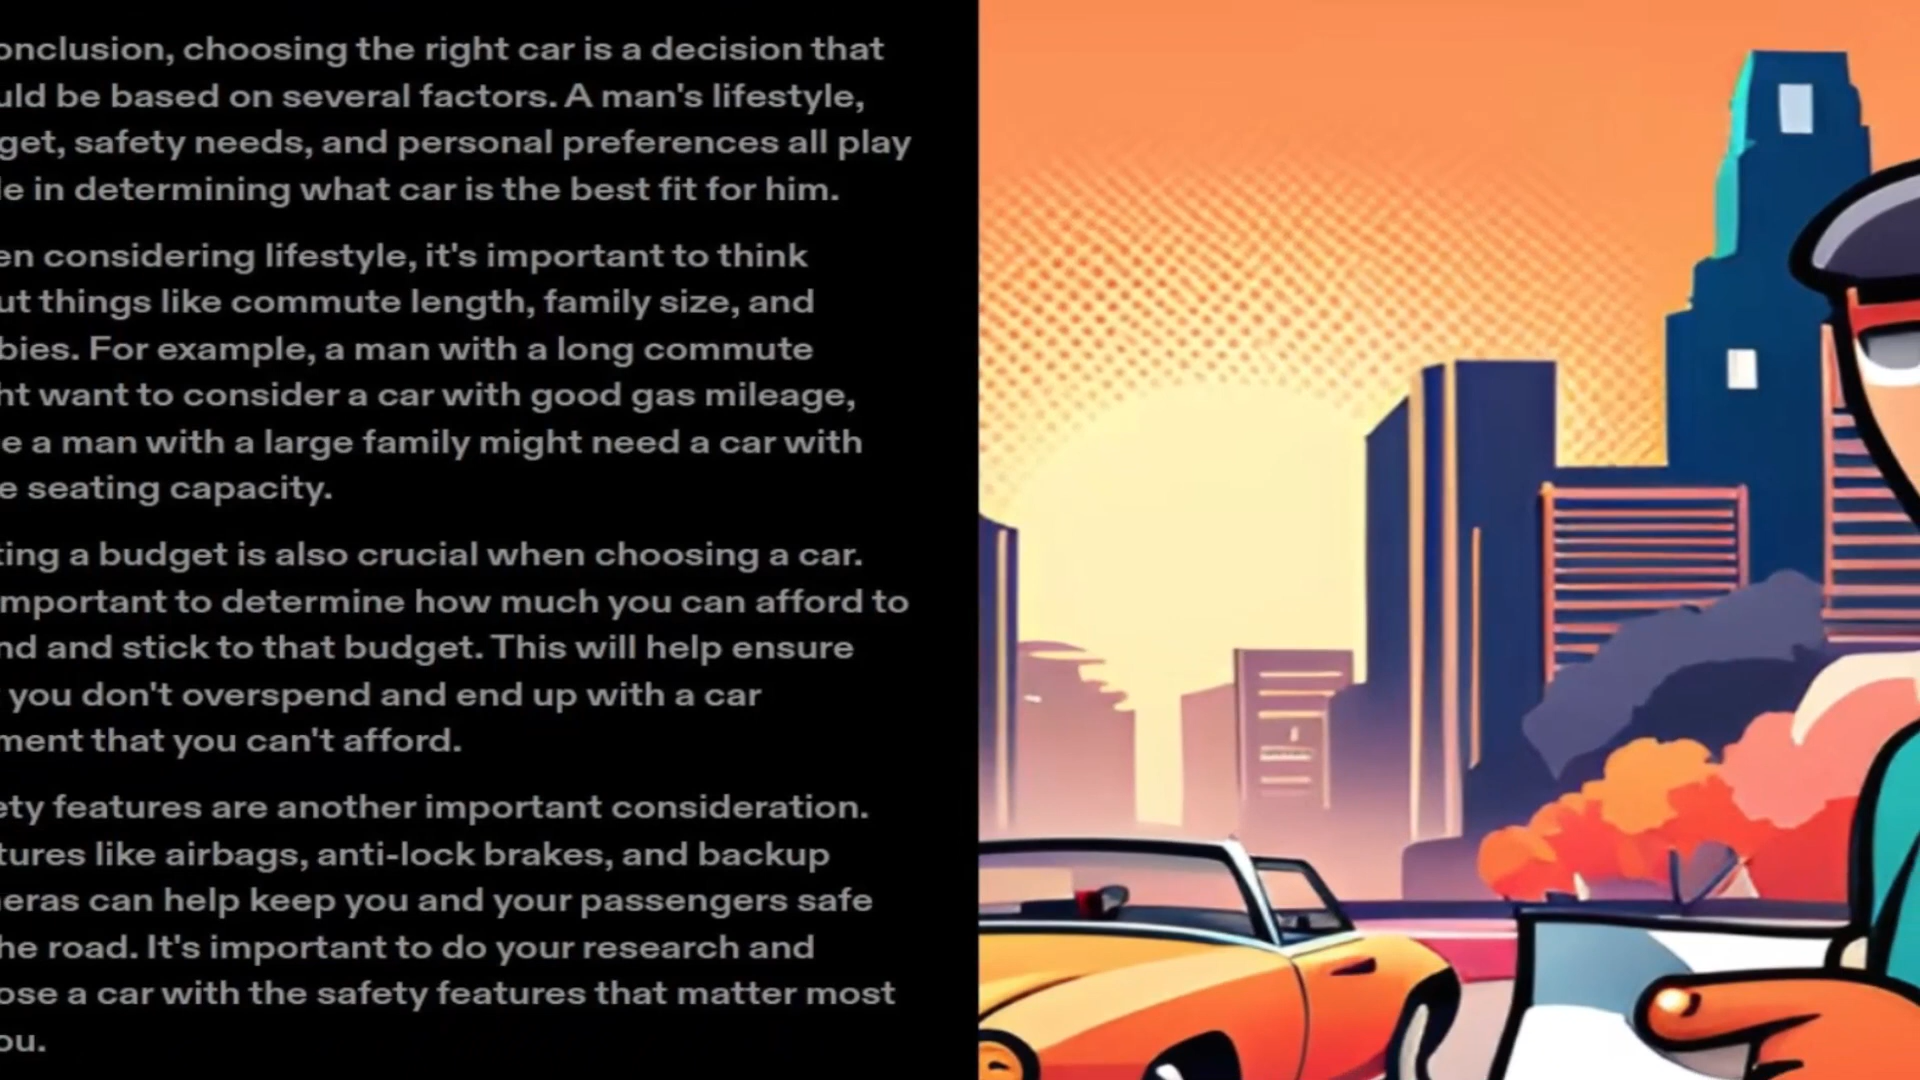 onclusion, choosing the right car is a decision that
uld be based on several factors. A man's lifestyle,
get, safety needs, and personal preferences all play
le in determining what car is the best fit for him.
en considering lifestyle, it's important to think
ut things like commute length, family size, and
bies. For example, a man with a long commute
ht want to consider a car with good gas mileage,
e a man with a large family might need a car with
e seating capacity.
ting a budget is also crucial when choosing a car.
mportant to determine how much you can afford to
nd and stick to that budget. This will help ensure
you don't overspend and end up with a car
ment that you can't afford.
ety features are another important consideration.
tures like airbags, anti-lock brakes, and backup
eras can help keep you and your passengers safe
he road. It's important to do your research and
ose a car with the safety features that matter most
ou.